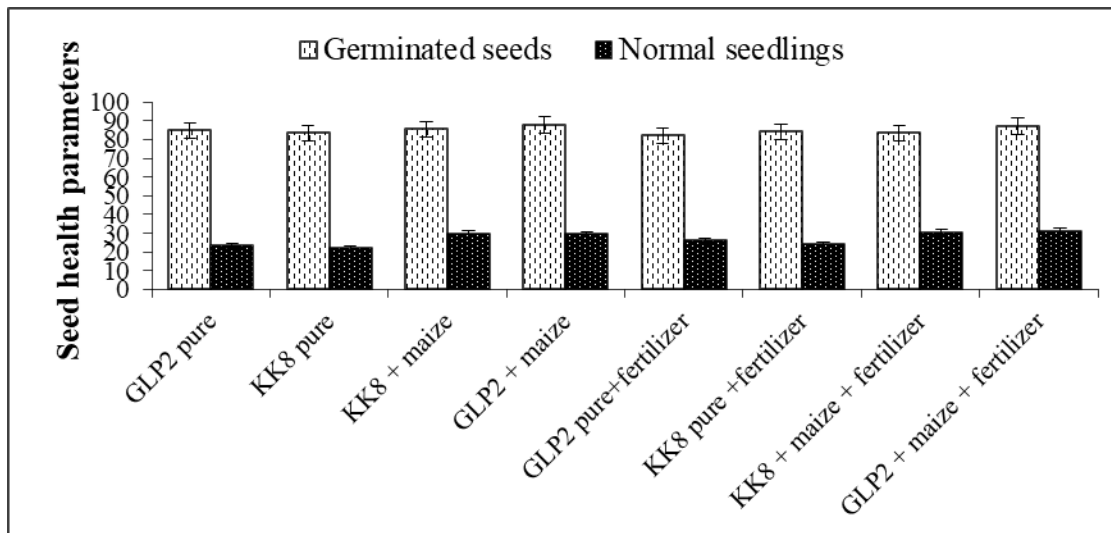 Germinated seeds
Normal seedlings
Seed health parameters
100
90
80
70
60
50
40
30
20
10
0
GLP2 pure
KK8 pure
KK8 + maize
GLP2 + maize
GLP2 pure+fertilizer
KK8 pure +fertilizer
KK8 + maize + fertilizer
GLP2 + maize + fertilizer